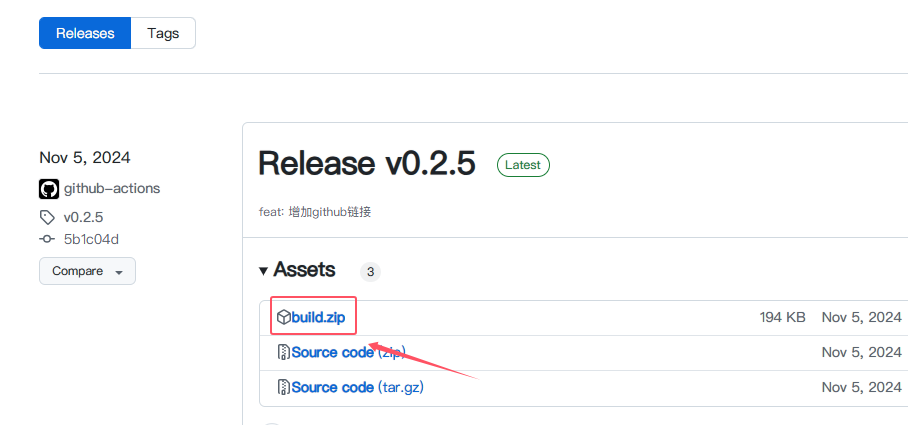 Releases Tags
Nov 5, 2024
github-actions
v0.2.5
5b1c04d
Compare
Release v0.2.5 Latest
feat: 增加github链接
Assets 3
build.zip 194 KB Nov 5, 2024
Source code (zip) Nov 5, 2024
Source code (tar.gz) Nov 5, 2024